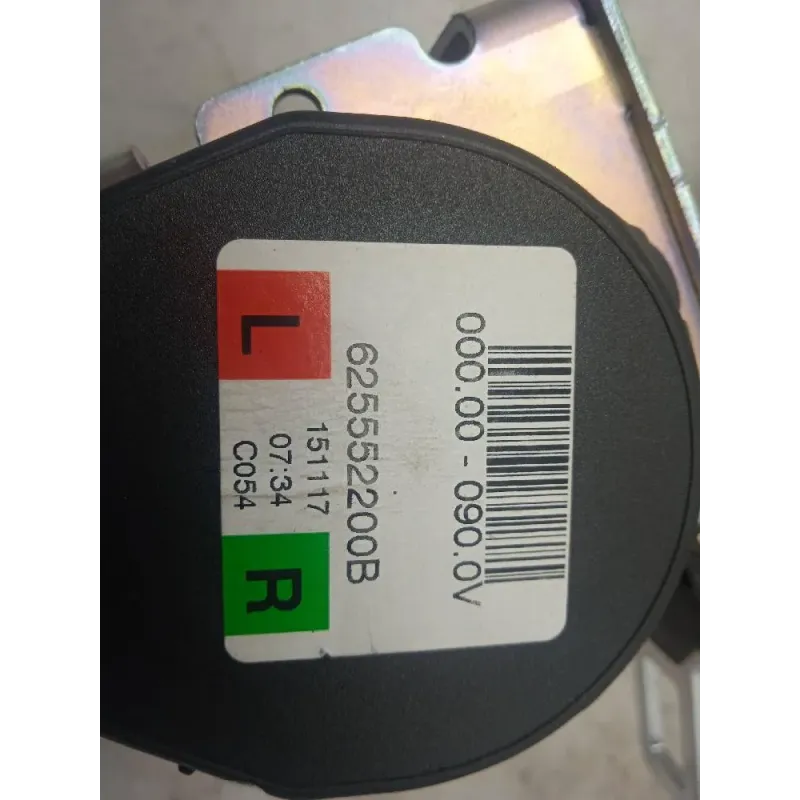 000.00 - 090.0V
625552200B
L
151117
07:34
C054
R